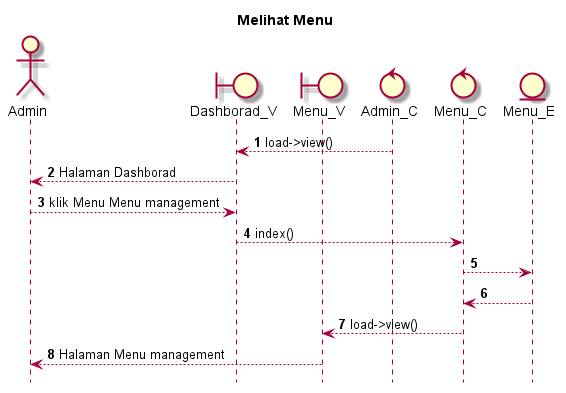 Melihat Menu
Admin
Dashborad_V
Menu_V
Admin_C
Menu_C
Menu_E
1 load->view()
2 Halaman Dashborad
3 klik Menu Menu management
4 index()
5
6
7 load->view()
8 Halaman Menu management